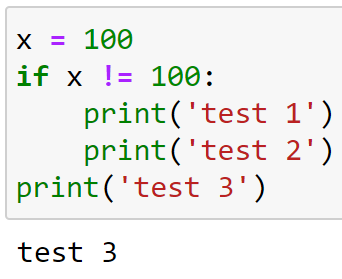 x = 100
if x != 100:
    print('test 1')
    print('test 2')
print('test 3')
test 3